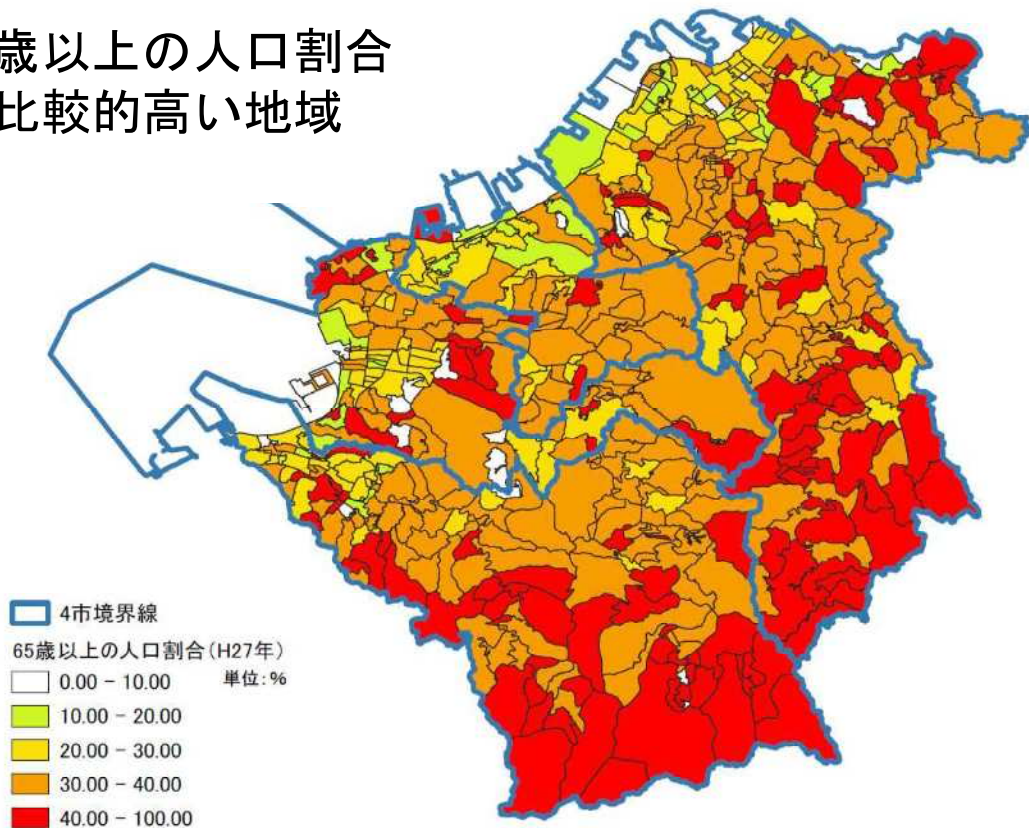 歳以上の人口割合
比較的高い地域
4市境界線
65歳以上の人口割合(H27年)
単位:%
0.00 - 10.00
10.00 - 20.00
20.00 - 30.00
30.00 - 40.00
40.00 - 100.00